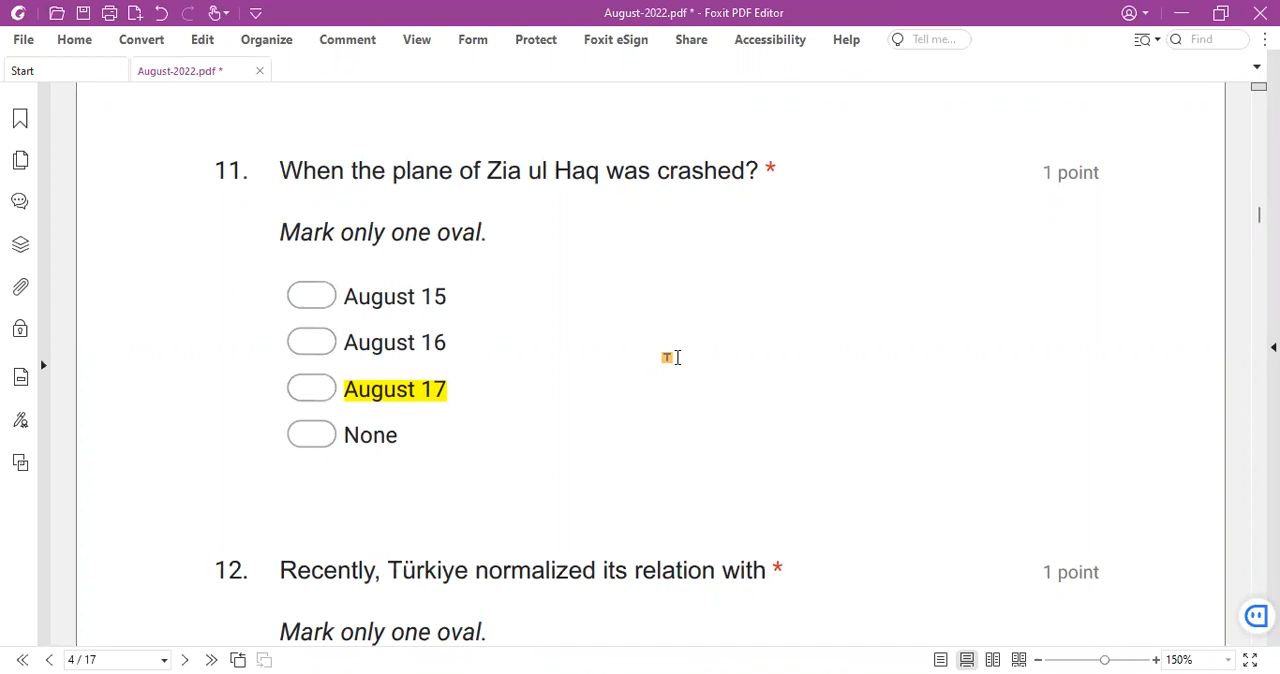 August-2022.pdf * - Foxit PDF Editor
File Home Convert Edit Organize Comment View Form Protect Foxit eSign Share Accessibility Help Tell me... Find
Start August-2022.pdf *
11. When the plane of Zia ul Haq was crashed? * 1 point
Mark only one oval.
August 15
August 16
T
August 17
None
12. Recently, Türkiye normalized its relation with * 1 point
Mark only one oval.
4 / 17 150%